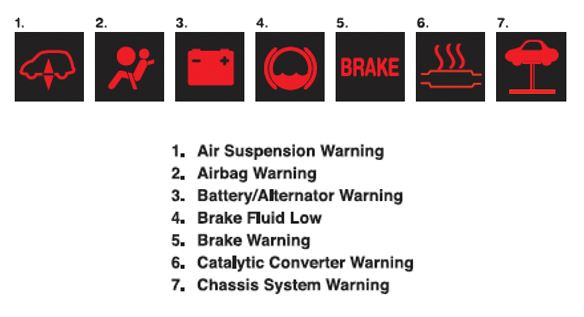 1. 2. 3. 4. 5. 6. 7.
BRAKE
1. Air Suspension Warning
2. Airbag Warning
3. Battery/Alternator Warning
4. Brake Fluid Low
5. Brake Warning
6. Catalytic Converter Warning
7. Chassis System Warning